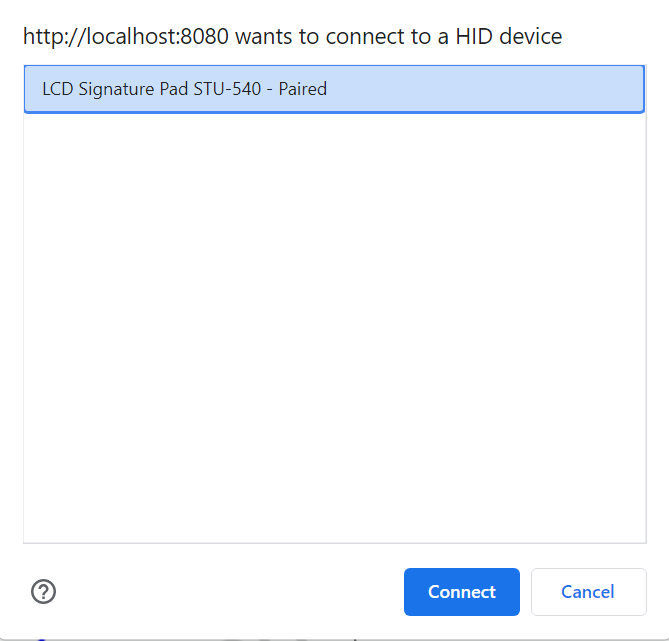 http://localhost:8080 wants to connect to a HID device
LCD Signature Pad STU-540 - Paired
?
Connect
Cancel